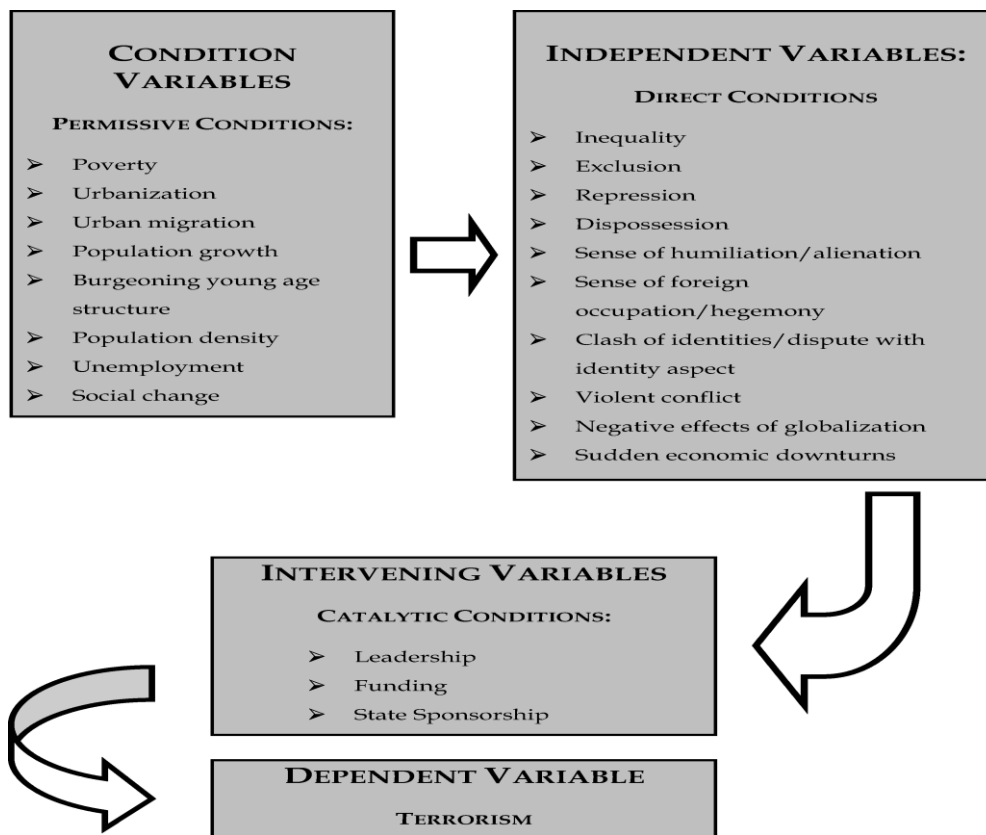 CONDITION
VARIABLES
PERMISSIVE CONDITIONS:
➢ Poverty
➢ Urbanization
➢ Urban migration
➢ Population growth
➢ Burgeoning young age
structure
➢ Population density
➢ Unemployment
➢ Social change
INDEPENDENT VARIABLES:
DIRECT CONDITIONS
➢ Inequality
➢ Exclusion
➢ Repression
➢ Dispossession
➢ Sense of humiliation/alienation
➢ Sense of foreign
occupation/hegemony
➢ Clash of identities/dispute with
identity aspect
➢ Violent conflict
➢ Negative effects of globalization
➢ Sudden economic downturns
INTERVENING VARIABLES
CATALYTIC CONDITIONS:
➢ Leadership
➢ Funding
➢ State Sponsorship
DEPENDENT VARIABLE
TERRORISM